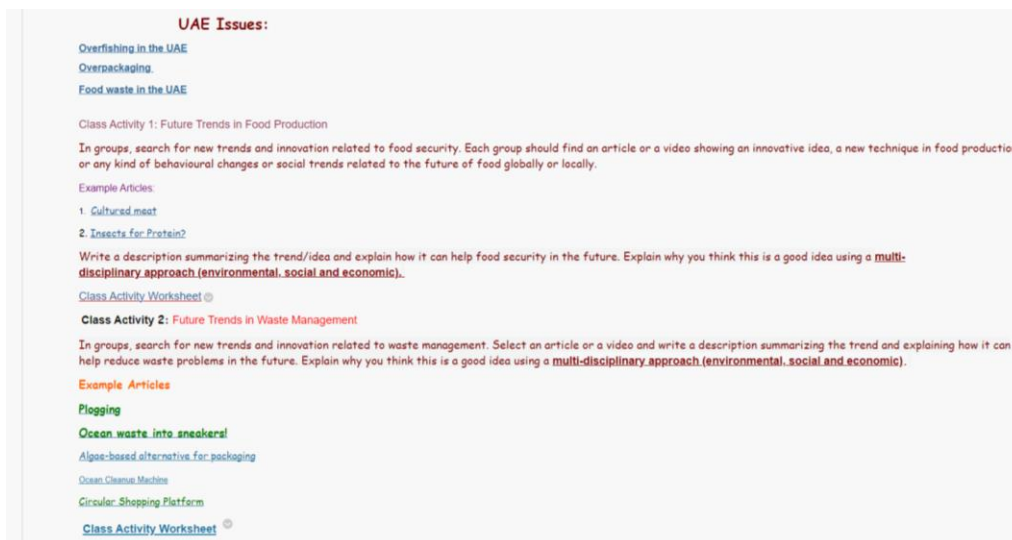 UAE Issues:
Overfishing in the UAE
Overpackaging
Food waste in the UAE
Class Activity 1: Future Trends in Food Production
In groups, search for new trends and innovation related to food security. Each group should find an article or a video showing an innovative idea, a new technique in food productio
or any kind of behavioural changes or social trends related to the future of food globally or locally.
Example Articles:
1. Cultured meat
2. Insects for Protein?
Write a description summarizing the trend/idea and explain how it can help food security in the future. Explain why you think this is a good idea using a multi-
disciplinary approach (environmental, social and economic).
Class Activity Worksheet
Class Activity 2: Future Trends in Waste Management
In groups, search for new trends and innovation related to waste management. Select an article or a video and write a description summarizing the trend and explaining how it can
help reduce waste problems in the future. Explain why you think this is a good idea using a multi-disciplinary approach (environmental, social and economic).
Example Articles
Plogging
Ocean waste into sneakers!
Algae-based alternative for packaging
Ocean Cleanup Machine
Circular Shopping Platform
Class Activity Worksheet